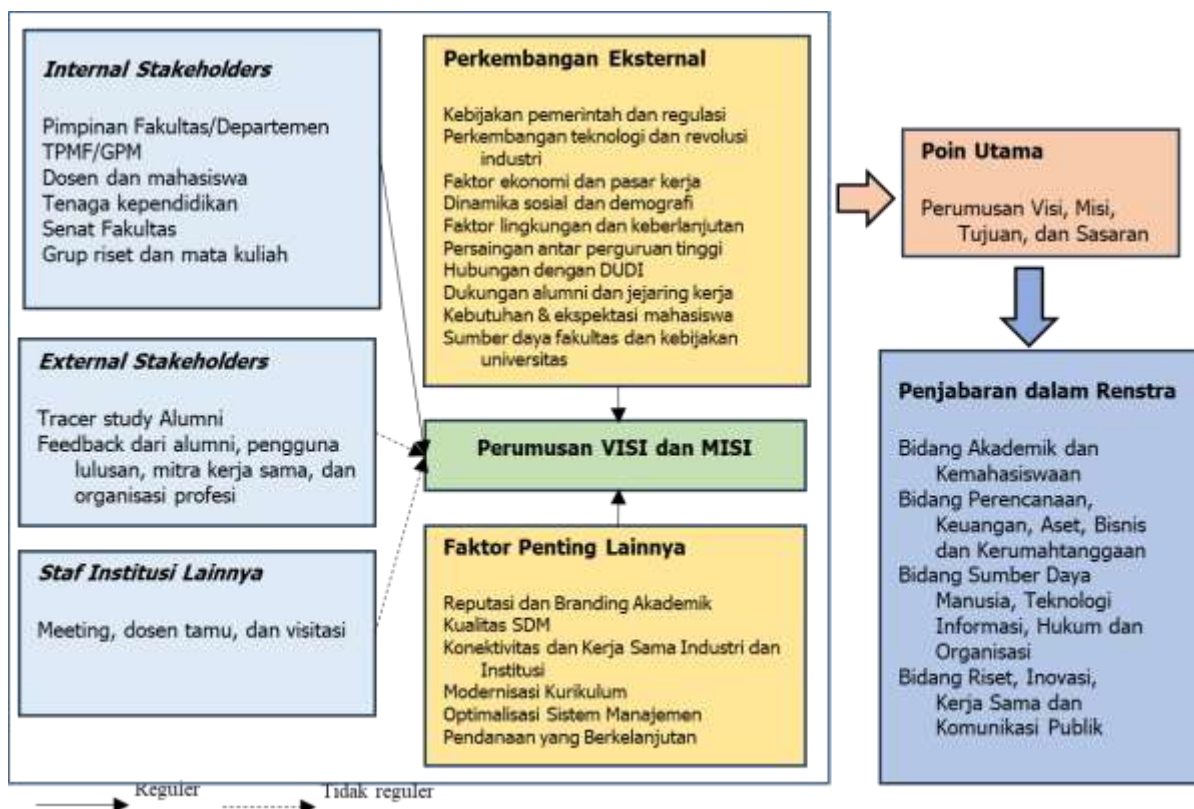 Internal Stakeholders
Pimpinan Fakultas/Departemen
TPMF/GPM
Dosen dan mahasiswa
Tenaga kependidikan
Senat Fakultas
Grup riset dan mata kuliah
External Stakeholders
Tracer study Alumni
Feedback dari alumni, pengguna
lulusan, mitra kerja sama, dan
organisasi profesi
Staf Institusi Lainnya
Meeting, dosen tamu, dan visitasi
Perkembangan Eksternal
Kebijakan pemerintah dan regulasi
Perkembangan teknologi dan revolusi
industri
Faktor ekonomi dan pasar kerja
Dinamika sosial dan demografi
Faktor lingkungan dan keberlanjutan
Persaingan antar perguruan tinggi
Hubungan dengan DUDI
Dukungan alumni dan jejaring kerja
Kebutuhan & ekspektasi mahasiswa
Sumber daya fakultas dan kebijakan
universitas
Perumusan VISI dan MISI
Faktor Penting Lainnya
Reputasi dan Branding Akademik
Kualitas SDM
Konektivitas dan Kerja Sama Industri dan
Institusi
Modernisasi Kurikulum
Optimalisasi Sistem Manajemen
Pendanaan yang Berkelanjutan
Poin Utama
Perumusan Visi, Misi,
Tujuan, dan Sasaran
Penjabaran dalam Renstra
Bidang Akademik dan
Kemahasiswaan
Bidang Perencanaan,
Keuangan, Aset, Bisnis
dan Kerumahtanggaan
Bidang Sumber Daya
Manusia, Teknologi
Informasi, Hukum dan
Organisasi
Bidang Riset, Inovasi,
Kerja Sama dan
Komunikasi Publik
Reguler
Tidak reguler